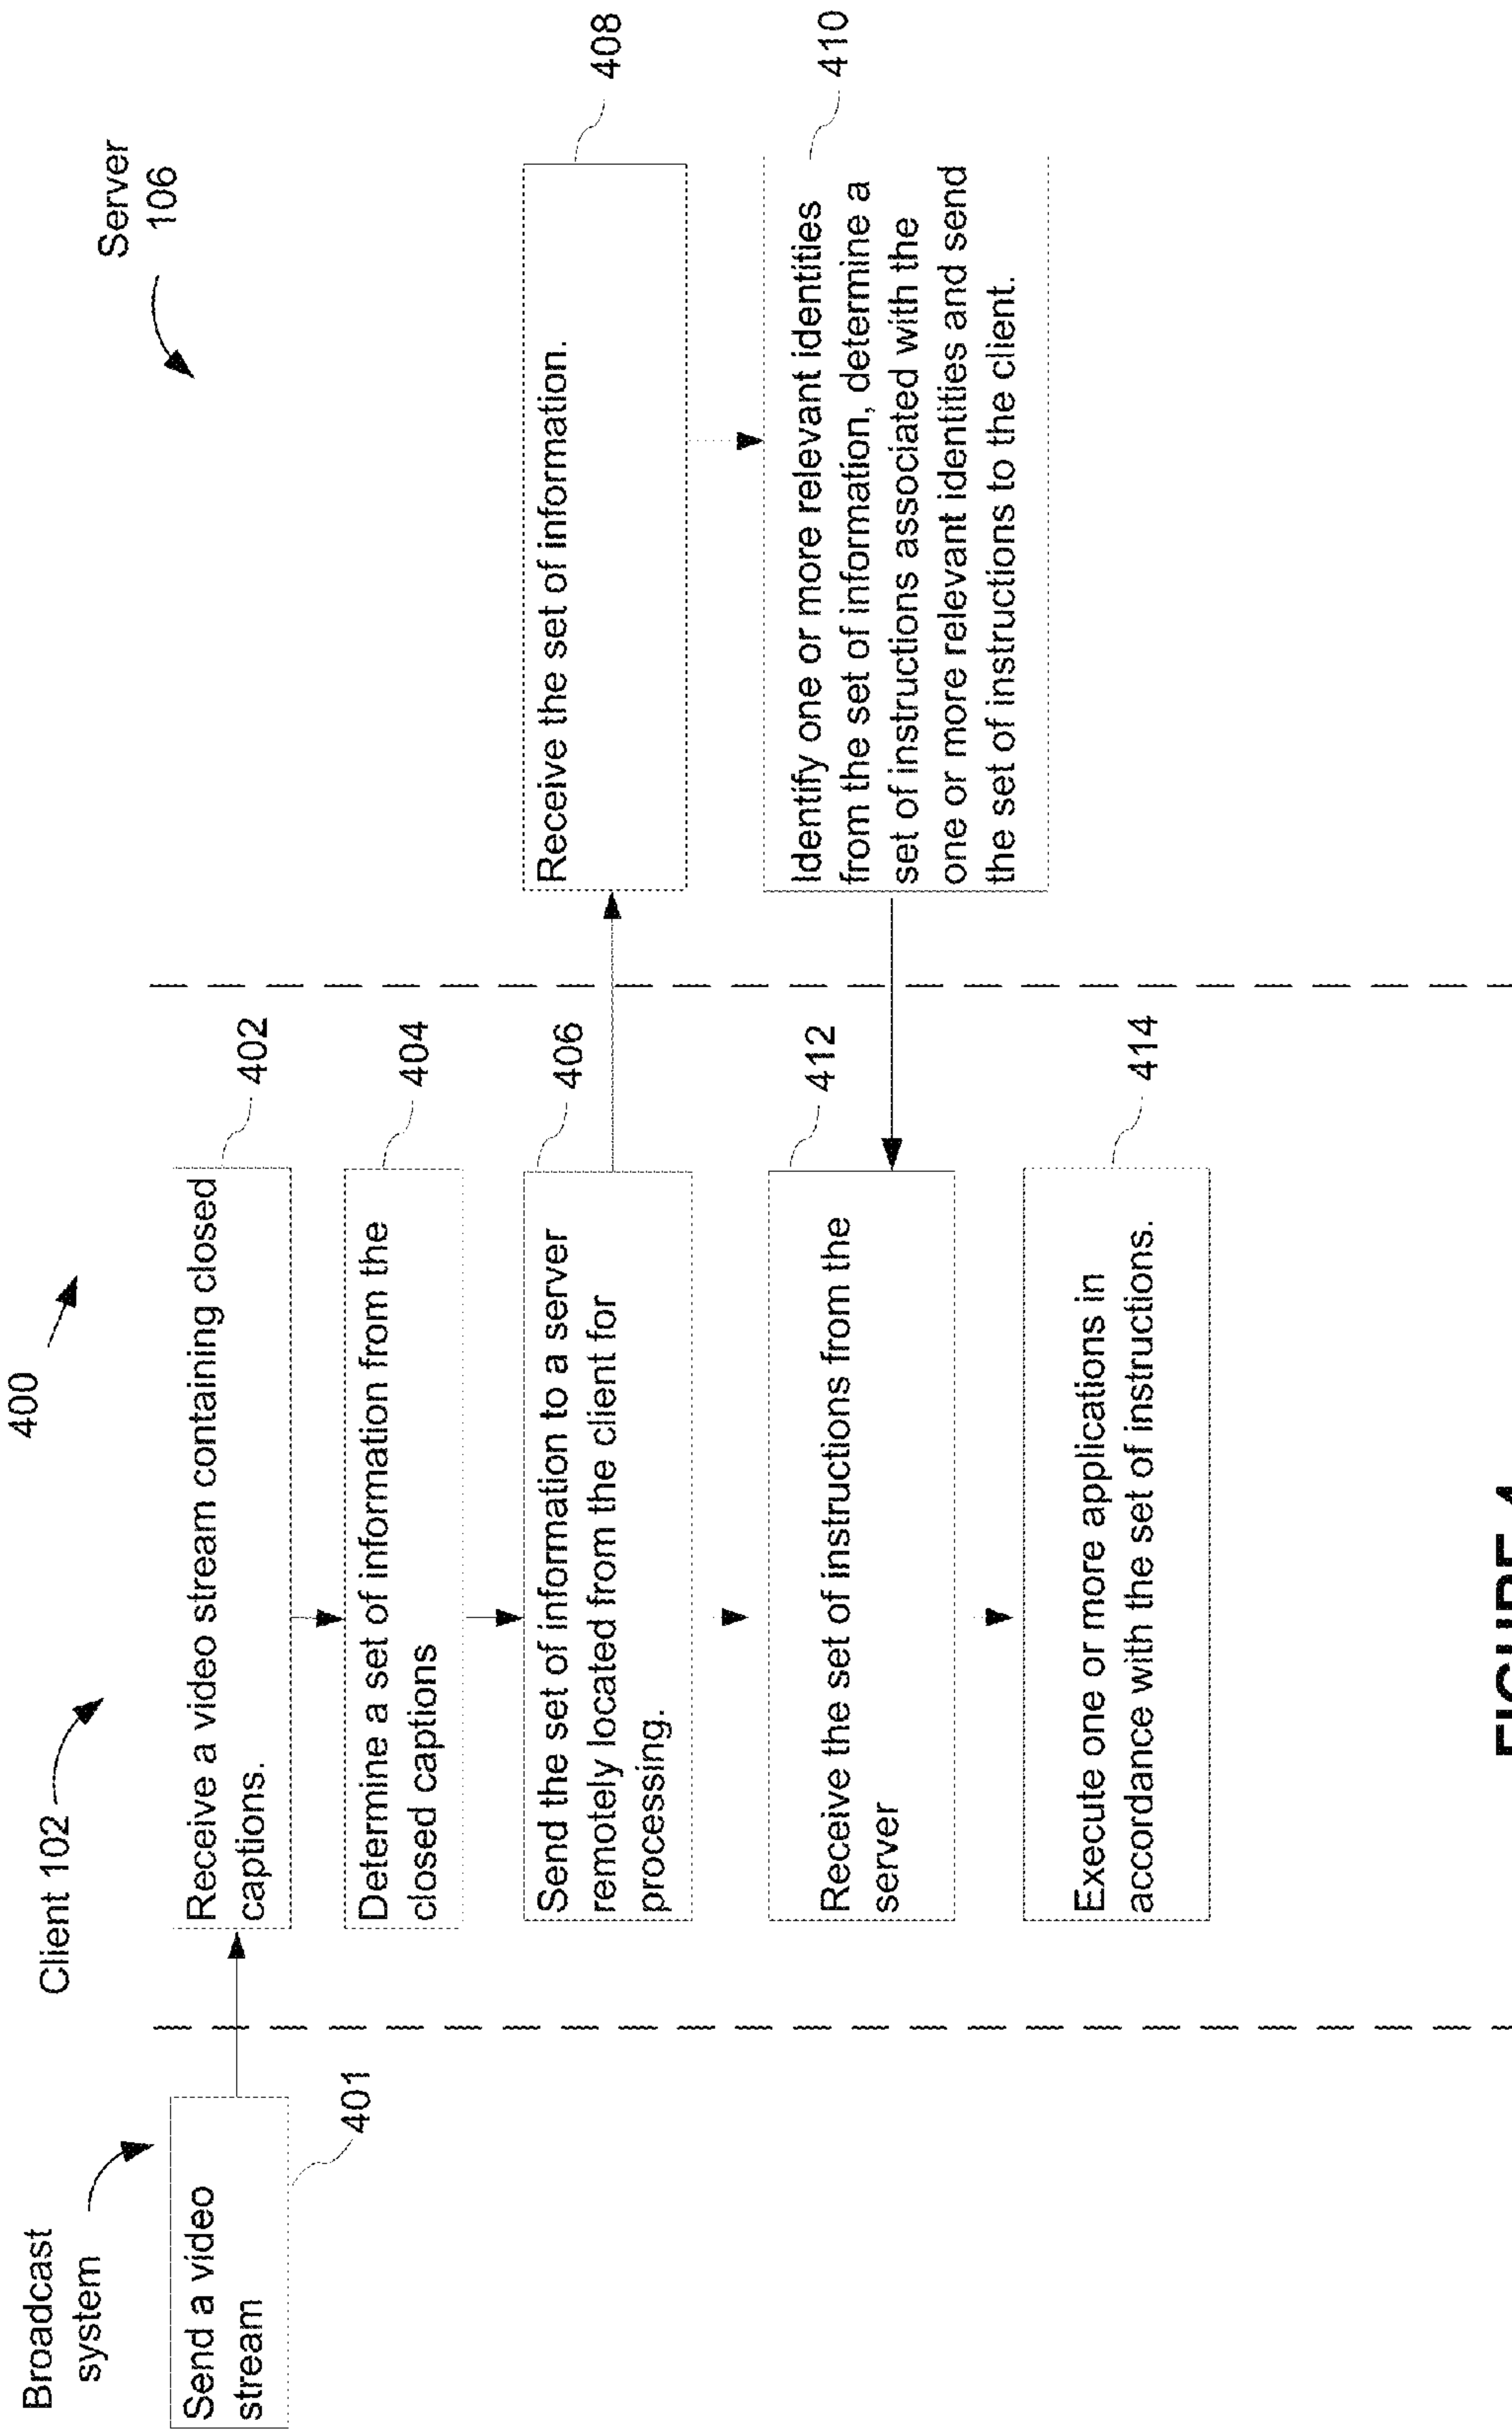 400
Broadcast
system
Client 102
Server
106
Send a video
stream
401
Receive a video stream containing closed
captions.
402
Determine a set of information from the
closed captions
404
Send the set of information to a server
remotely located from the client for
processing.
406
Receive the set of information.
408
Identify one or more relevant identities
from the set of information, determine a
set of instructions associated with the
one or more relevant identities and send
the set of instructions to the client.
410
Receive the set of instructions from the
server
412
Execute one or more applications in
accordance with the set of instructions.
414
FIGURE 4